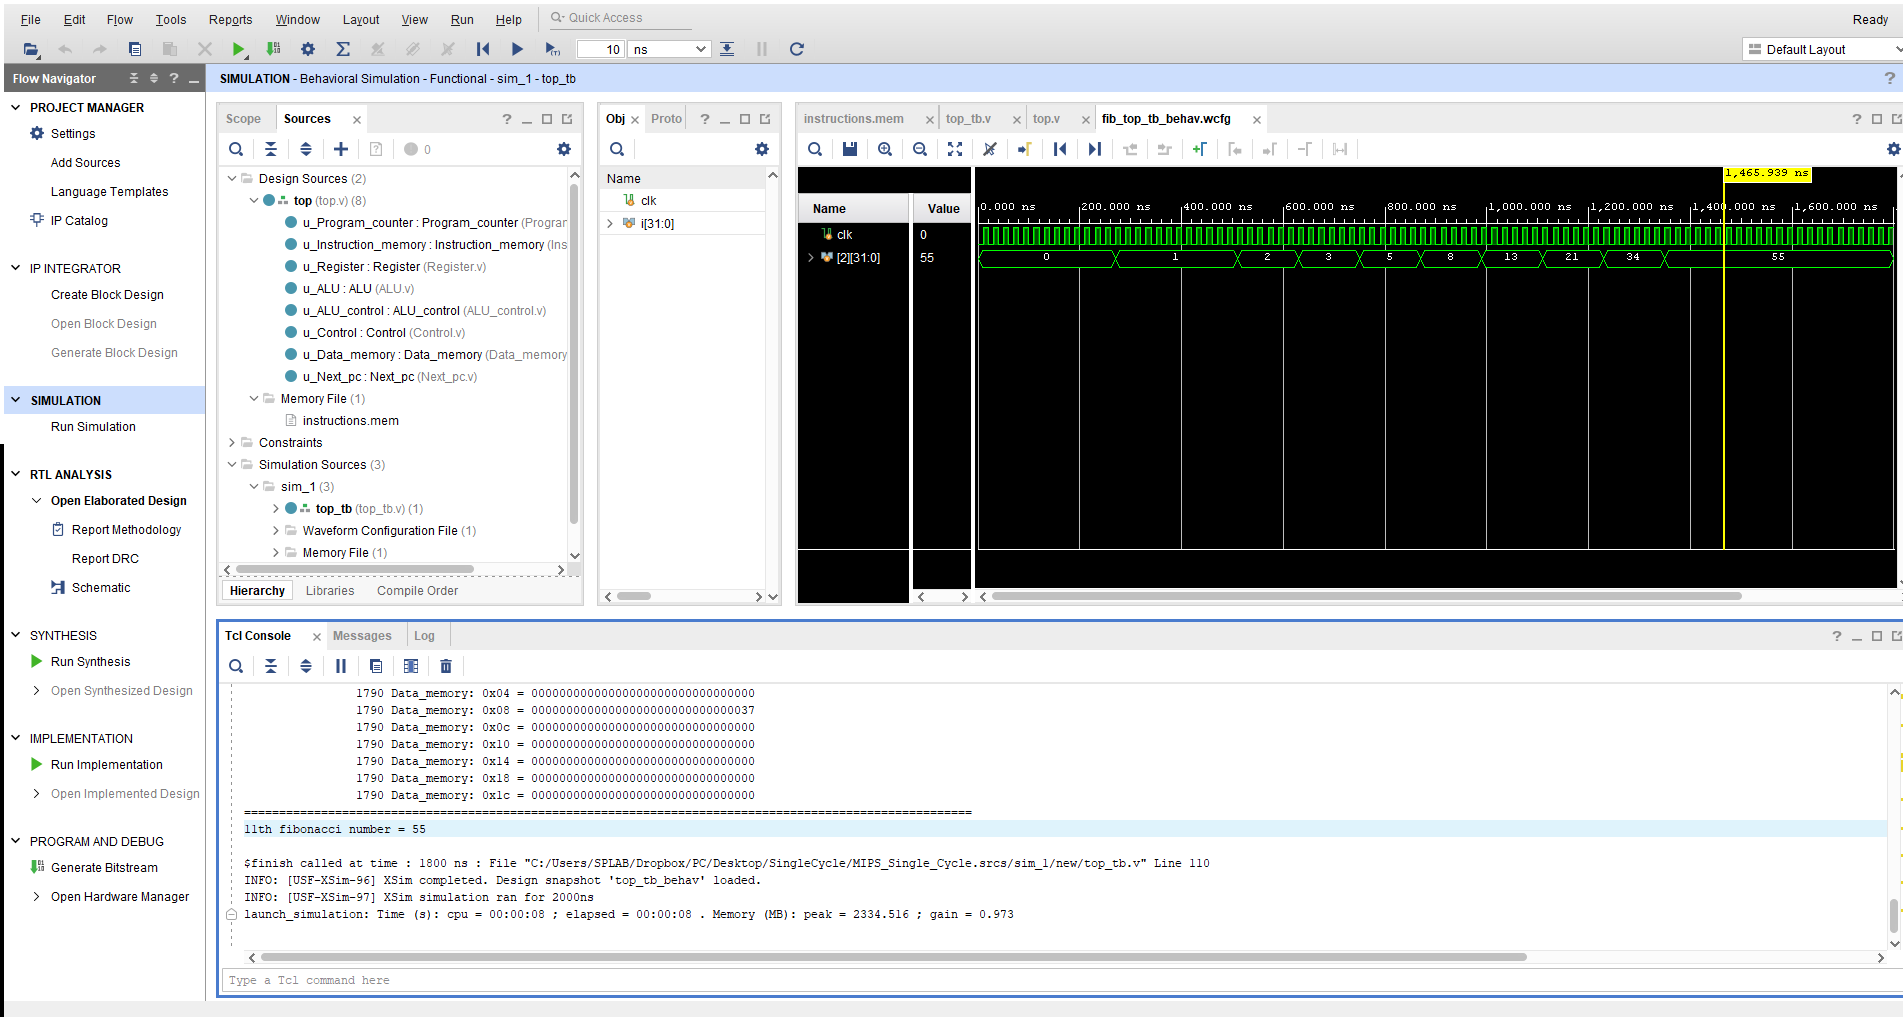 File Edit Flow Tools Reports Window Layout View Run Help Quick Access Ready
10 ns Default Layout
Flow Navigator
SIMULATION - Behavioral Simulation - Functional - sim_1 - top_tb
PROJECT MANAGER
Settings
Add Sources
Language Templates
IP Catalog
IP INTEGRATOR
Create Block Design
Open Block Design
Generate Block Design
SIMULATION
Run Simulation
RTL ANALYSIS
Open Elaborated Design
Report Methodology
Report DRC
Schematic
SYNTHESIS
Run Synthesis
Open Synthesized Design
IMPLEMENTATION
Run Implementation
Open Implemented Design
PROGRAM AND DEBUG
Generate Bitstream
Open Hardware Manager
Scope Sources
0
Design Sources (2)
top (top.v) (8)
u_Program_counter : Program_counter (Prograr
u_Instruction_memory : Instruction_memory (Ins
u_Register : Register (Register.v)
u_ALU : ALU (ALU.v)
u_ALU_control : ALU_control (ALU_control.v)
u_Control : Control (Control.v)
u_Data_memory : Data_memory (Data_memory
u_Next_pc : Next_pc (Next_pc.v)
Memory File (1)
instructions.mem
Constraints
Simulation Sources (3)
sim_1 (3)
top_tb (top_tb.v) (1)
Waveform Configuration File (1)
Memory File (1)
Hierarchy Libraries Compile Order
Obj Proto
Name
clk
i[31:0]
instructions.mem top_tb.v top.v fib_top_tb_behav.wcfg
1,465.939 ns
Name Value
0.000 ns 200.000 ns 400.000 ns 600.000 ns 800.000 ns 1,000.000 ns 1,200.000 ns 1,400.000 ns 1,600.000 ns
clk 0
[2][31:0] 55 0 1 2 3 5 8 13 21 34 55
Tcl Console Messages Log
1790 Data_memory: 0x04 = 00000000000000000000000000000000
1790 Data_memory: 0x08 = 00000000000000000000000000000037
1790 Data_memory: 0x0c = 00000000000000000000000000000000
1790 Data_memory: 0x10 = 00000000000000000000000000000000
1790 Data_memory: 0x14 = 00000000000000000000000000000000
1790 Data_memory: 0x18 = 00000000000000000000000000000000
1790 Data_memory: 0x1c = 00000000000000000000000000000000
========================================================================================================
11th fibonacci number = 55
$finish called at time : 1800 ns : File "C:/Users/SPLAB/Dropbox/PC/Desktop/SingleCycle/MIPS_Single_Cycle.srcs/sim_1/new/top_tb.v" Line 110
INFO: [USF-XSim-96] XSim completed. Design snapshot 'top_tb_behav' loaded.
INFO: [USF-XSim-97] XSim simulation ran for 2000ns
launch_simulation: Time (s): cpu = 00:00:08 ; elapsed = 00:00:08 . Memory (MB): peak = 2334.516 ; gain = 0.973
Type a Tcl command here